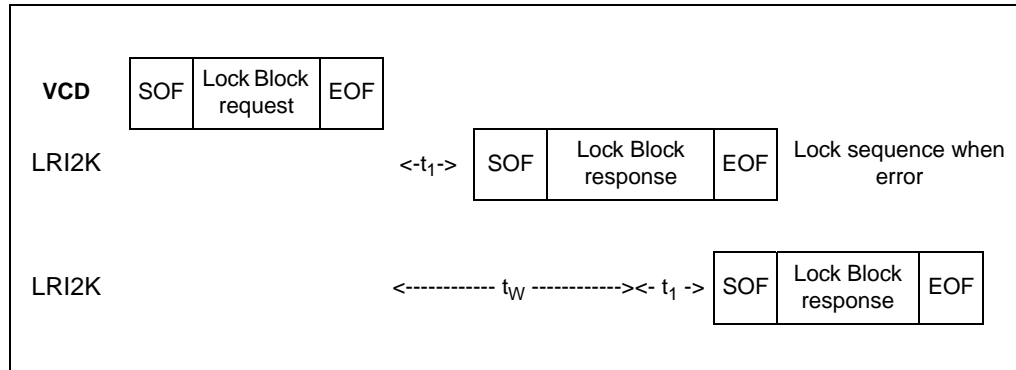 VCD SOF Lock Block request EOF
LRI2K <-t1-> SOF Lock Block response EOF Lock sequence when error
LRI2K <------------ tW ------------><- t1 -> SOF Lock Block response EOF